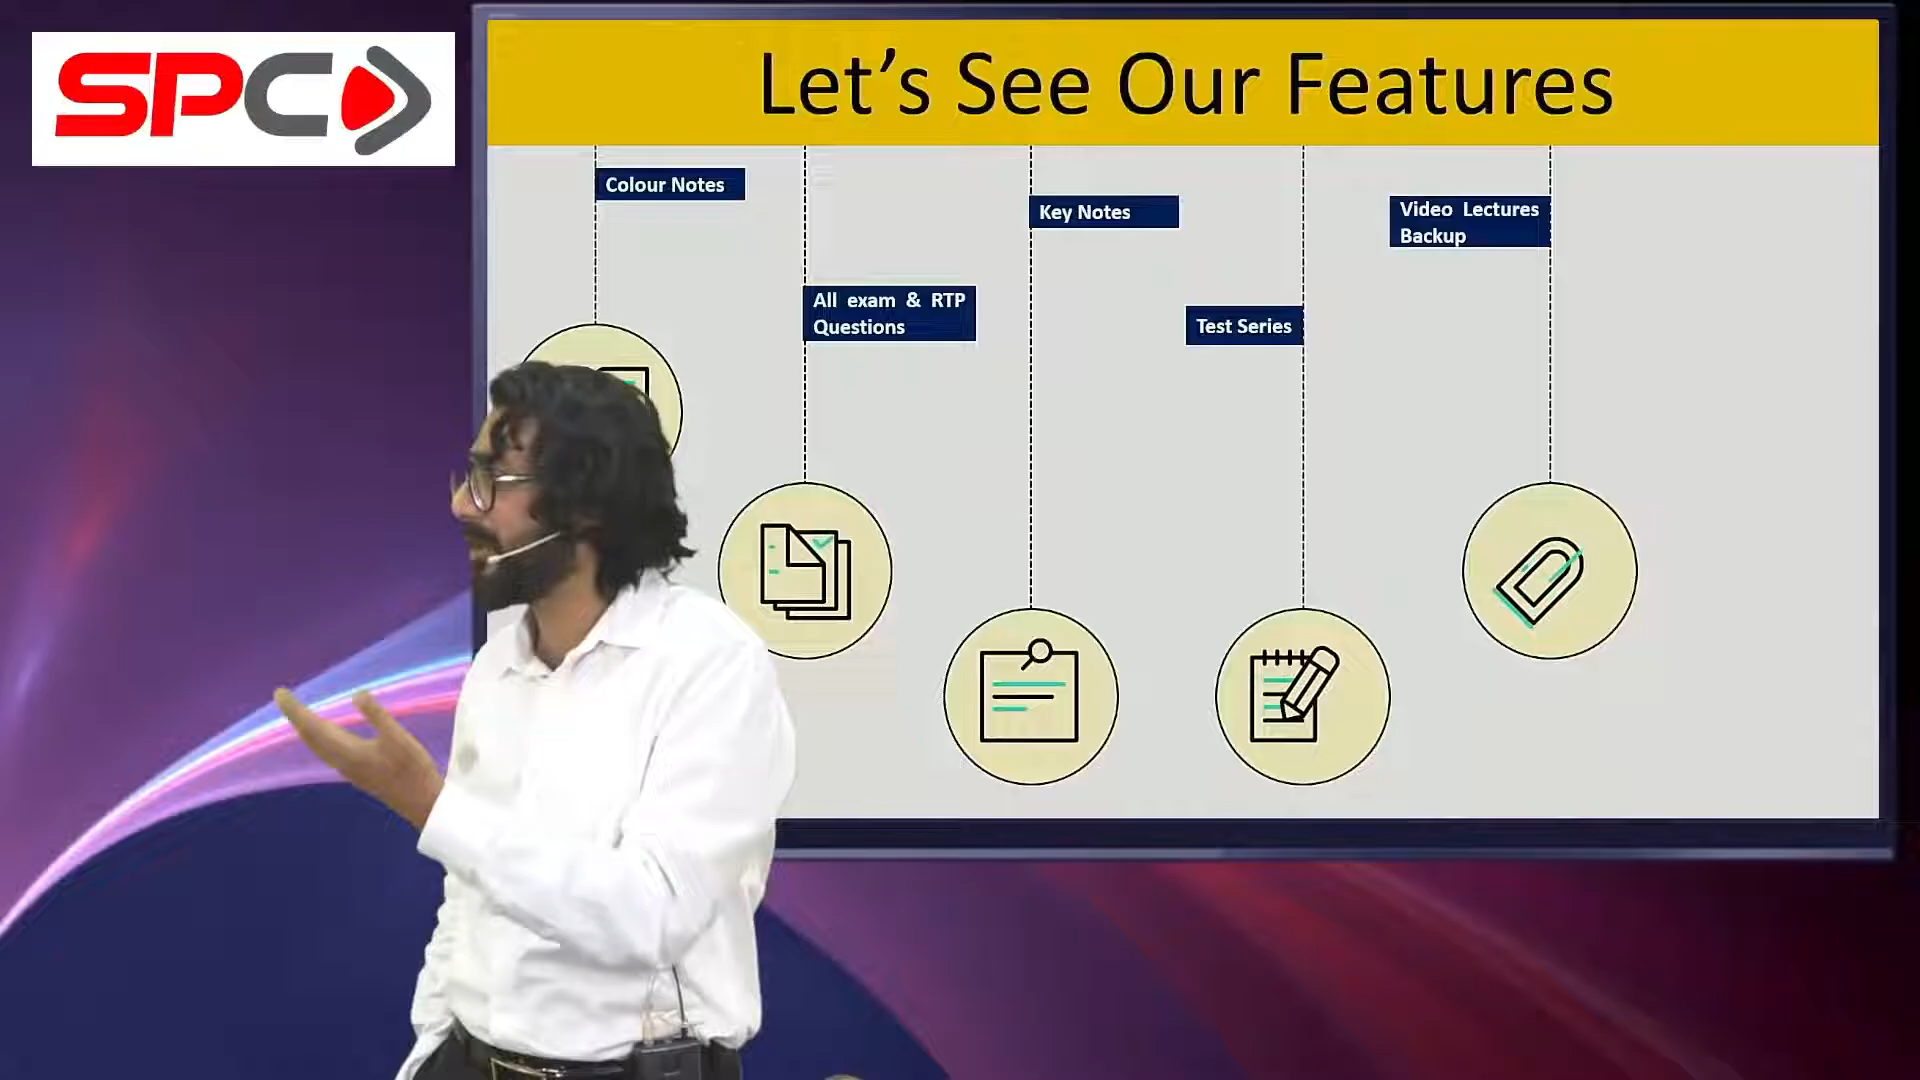 SPC
Let's See Our Features
Colour Notes
Key Notes
Video Lectures
Backup
All exam & RTP
Questions
Test Series